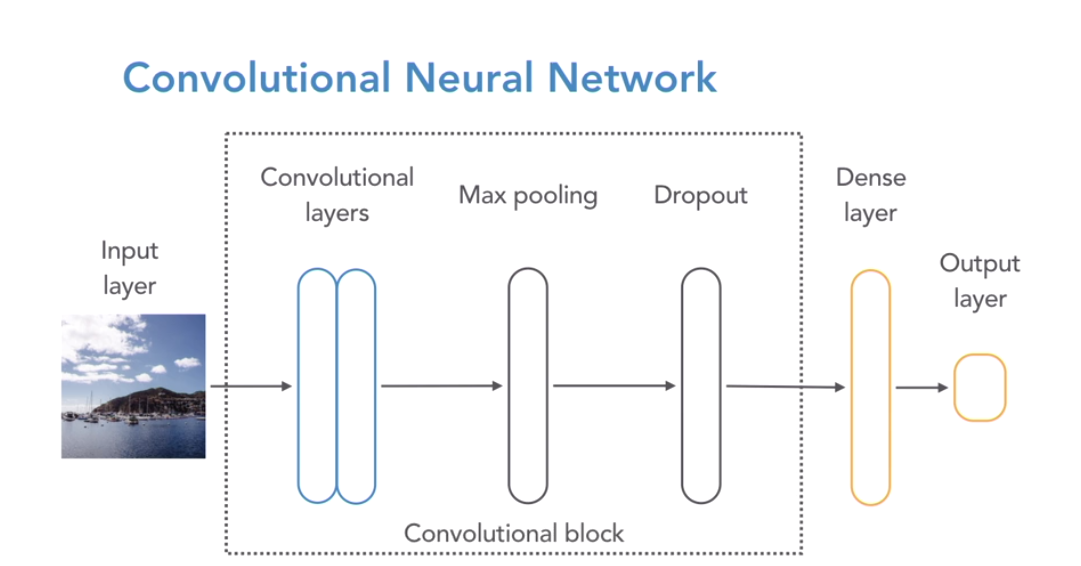 Convolutional Neural Network
Input
layer
Convolutional
layers
Max pooling
Dropout
Dense
layer
Output
layer
Convolutional block